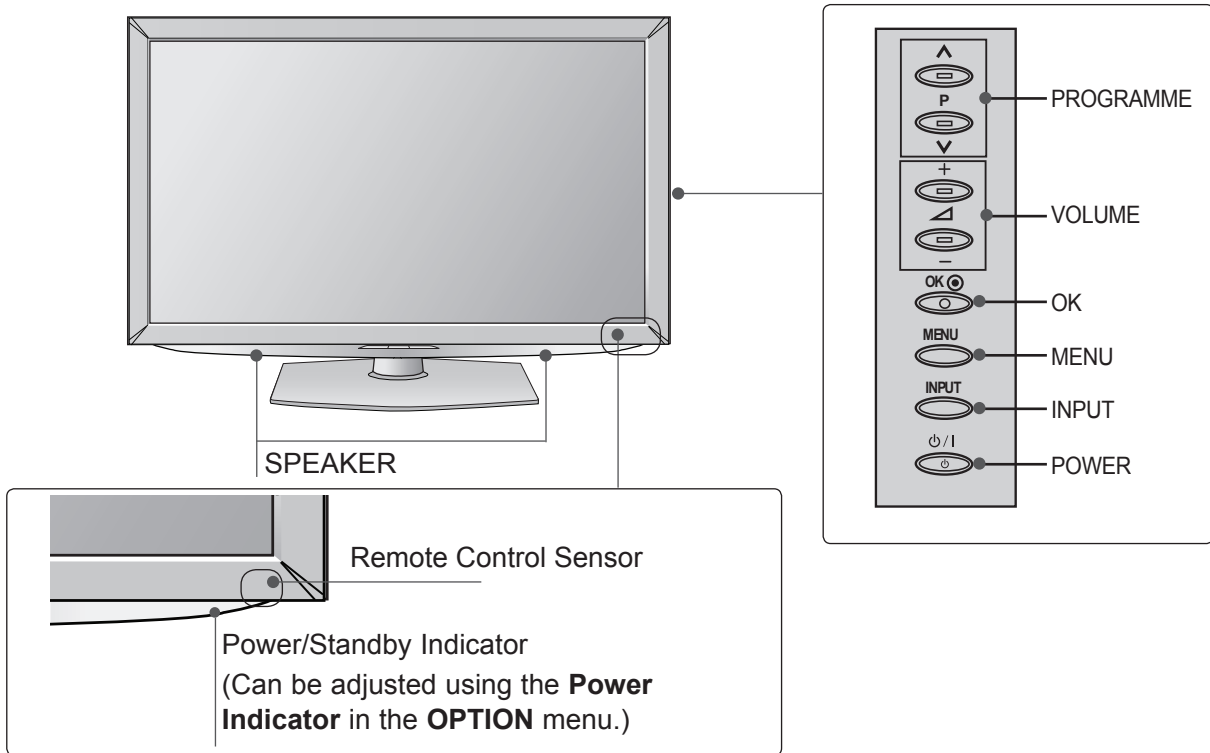 P
+
−
OK
MENU
INPUT
/ I
PROGRAMME
VOLUME
OK
MENU
INPUT
POWER
SPEAKER
Remote Control Sensor
Power/Standby Indicator
(Can be adjusted using the Power
Indicator in the OPTION menu.)